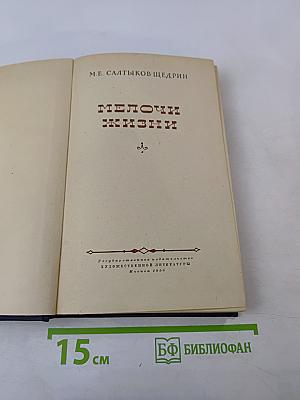 М.Е. САЛТЫКОВ ЩЕДРИН
МЕЛОЧИ
ЖИЗНИ
Государственное издательство
ХУДОЖЕСТВЕННОЙ ЛИТЕРАТУРЫ
Москва
15 см
БФ БИБЛИОФАН